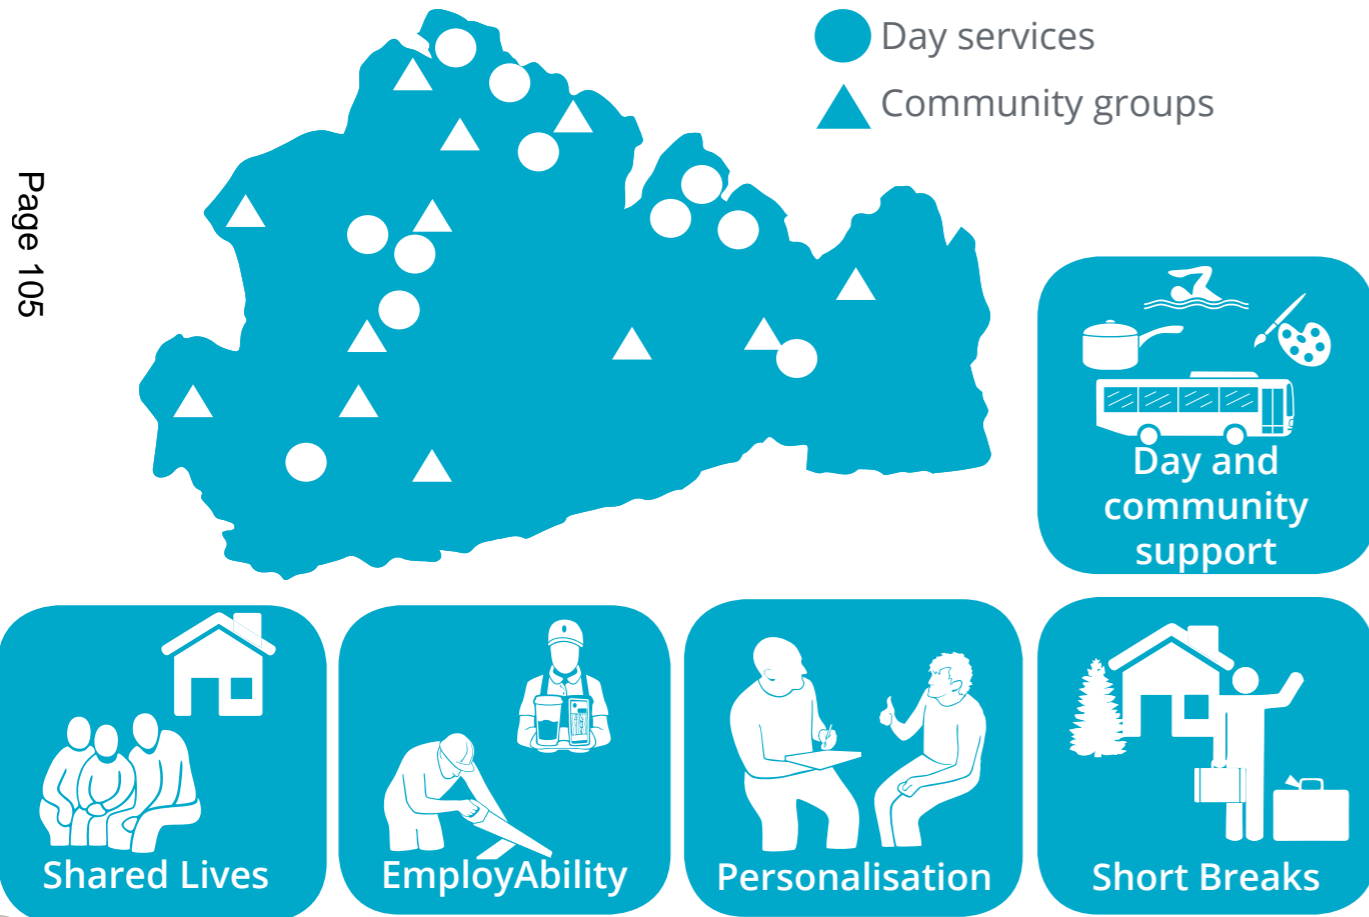 Day services
Community groups
Page 105
Day and
community
support
Shared Lives
EmployAbility
Personalisation
Short Breaks